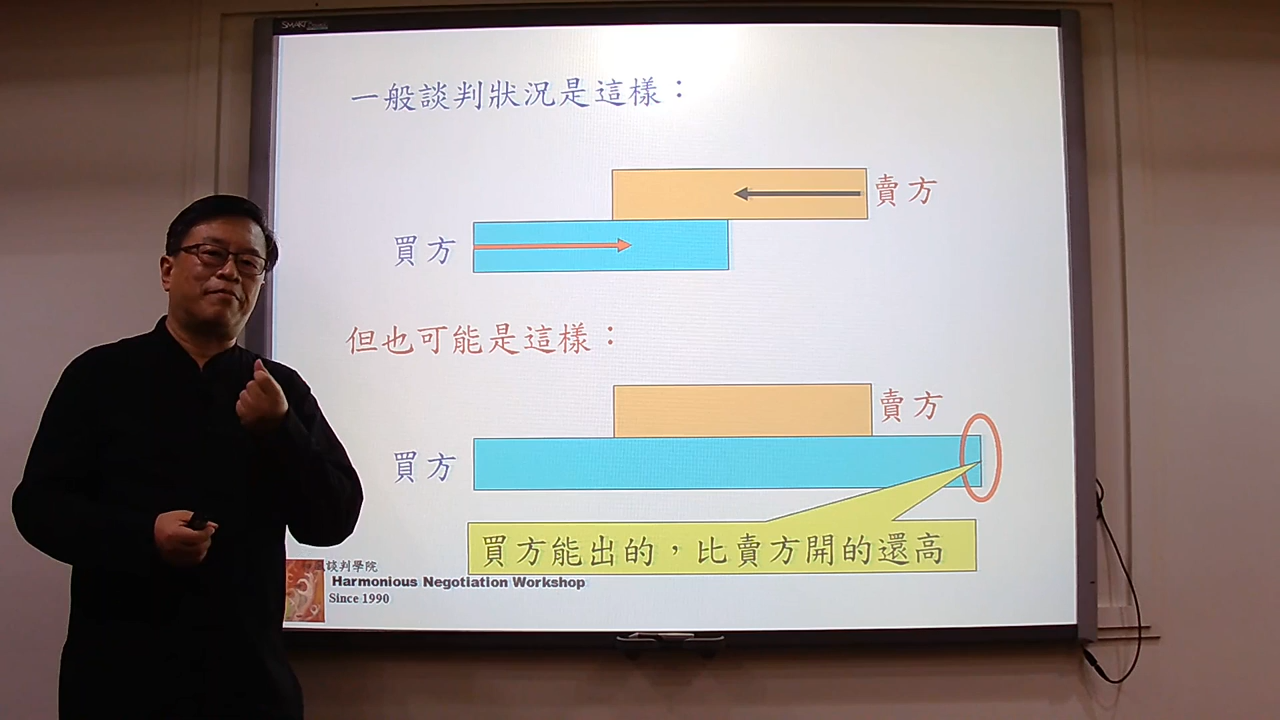 SMART
一般談判狀況是這樣：
賣方
買方
但也可能是這樣：
賣方
買方
買方能出的，比賣方開的還高
談判學院
Harmonious Negotiation Workshop
Since 1990